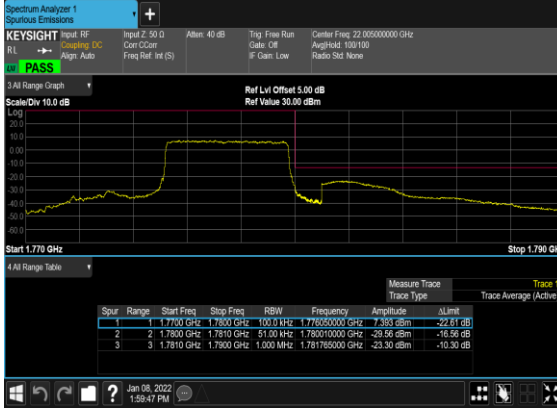 Spectrum Analyzer 1
Spurious Emissions
+
KEYSIGHT Input: RF Input Z: 50 Ω Atten: 40 dB Trig: Free Run Center Freq: 22.005000000 GHz
RL Coupling: DC Corr CCorr Gate: Off Avg|Hold: 100/100
Align: Auto Freq Ref: Int (S) IF Gain: Low Radio Std: None
LXI PASS
3 All Range Graph
Ref Lvl Offset 5.00 dB
Scale/Div 10.0 dB Ref Value 30.00 dBm
Log
20.0
10.0
0.00
-10.0
-20.0
-30.0
-40.0
-50.0
-60.0
Start 1.770 GHz Stop 1.790 GH
4 All Range Table
Measure Trace Trace 1
Trace Type Trace Average (Active
Spur Range Start Freq Stop Freq RBW Frequency Amplitude ΔLimit
1 1 1.7700 GHz 1.7800 GHz 100.0 kHz 1.776050000 GHz 7.393 dBm -22.61 dB
2 2 1.7800 GHz 1.7810 GHz 51.00 kHz 1.780010000 GHz -29.56 dBm -16.56 dB
3 3 1.7810 GHz 1.7900 GHz 1.000 MHz 1.781765000 GHz -23.30 dBm -10.30 dB
? Jan 08, 2022
1:59:47 PM